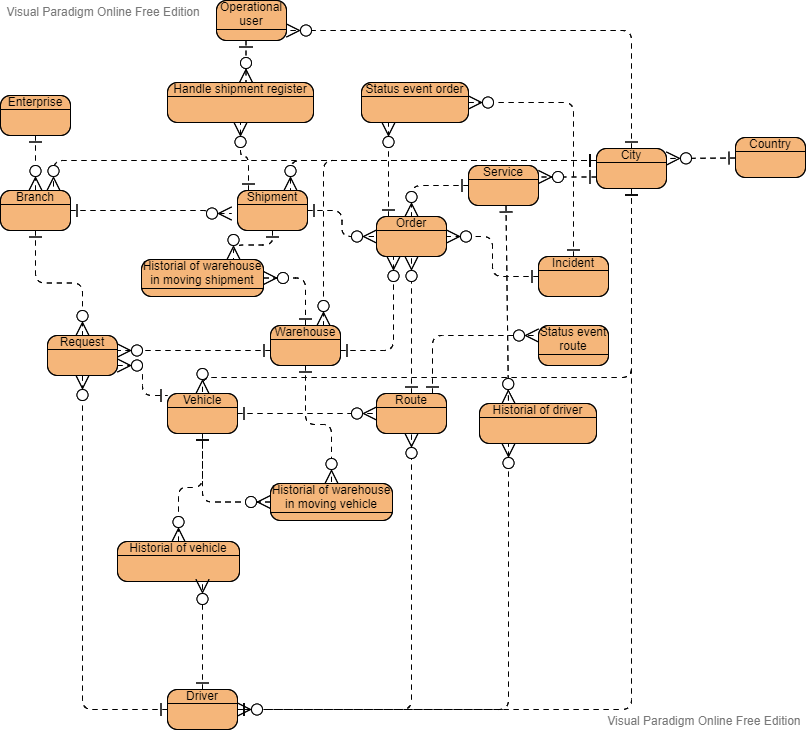 Visual Paradigm Online Free Edition
Operational
user
Handle shipment register
Status event order
Enterprise
City
Country
Service
Branch
Shipment
Order
Historial of warehouse
in moving shipment
Incident
Warehouse
Status event
route
Request
Vehicle
Route
Historial of driver
Historial of warehouse
in moving vehicle
Historial of vehicle
Driver
Visual Paradigm Online Free Edition